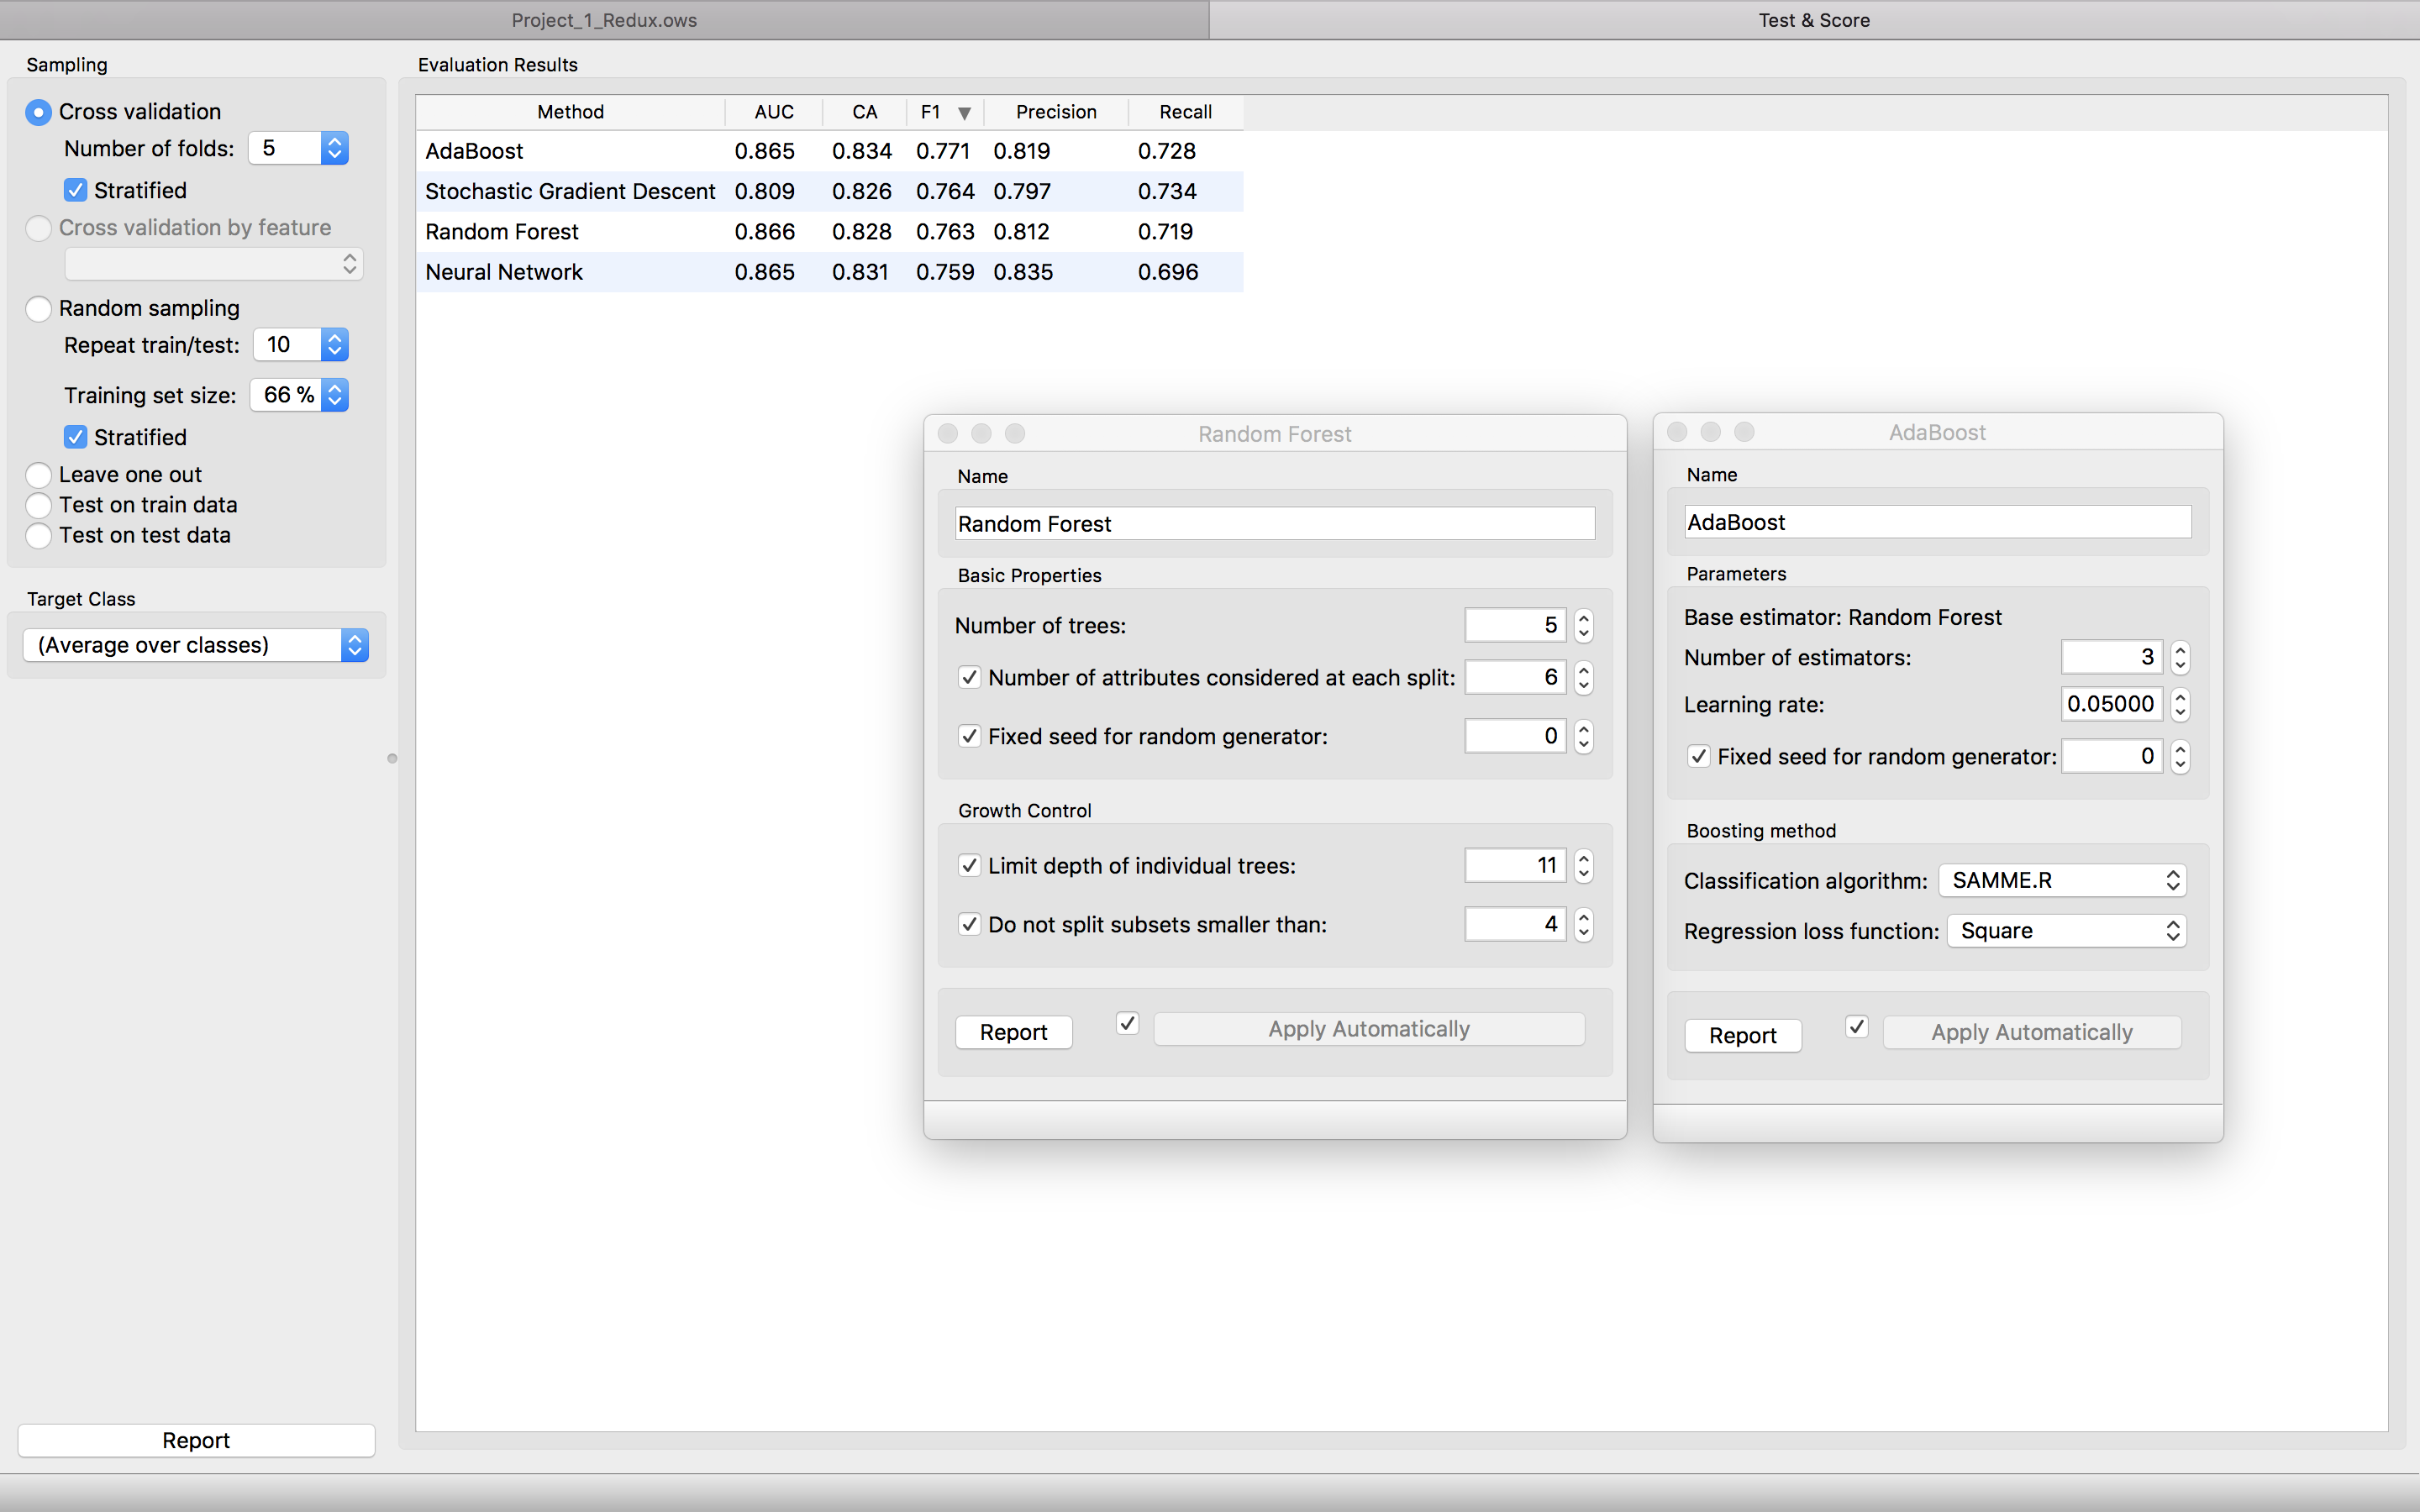 Project_1_Redux.ows
Test & Score
Sampling
Cross validation
Number of folds: 5
Stratified
Cross validation by feature
Random sampling
Repeat train/test: 10
Training set size: 66 %
Stratified
Leave one out
Test on train data
Test on test data
Target Class
(Average over classes)
Report
Evaluation Results
Method AUC CA F1 Precision Recall
AdaBoost 0.865 0.834 0.771 0.819 0.728
Stochastic Gradient Descent 0.809 0.826 0.764 0.797 0.734
Random Forest 0.866 0.828 0.763 0.812 0.719
Neural Network 0.865 0.831 0.759 0.835 0.696
Random Forest
Name
Random Forest
Basic Properties
Number of trees: 5
Number of attributes considered at each split: 6
Fixed seed for random generator: 0
Growth Control
Limit depth of individual trees: 11
Do not split subsets smaller than: 4
Report Apply Automatically
AdaBoost
Name
AdaBoost
Parameters
Base estimator: Random Forest
Number of estimators: 3
Learning rate: 0.05000
Fixed seed for random generator: 0
Boosting method
Classification algorithm: SAMME.R
Regression loss function: Square
Report Apply Automatically